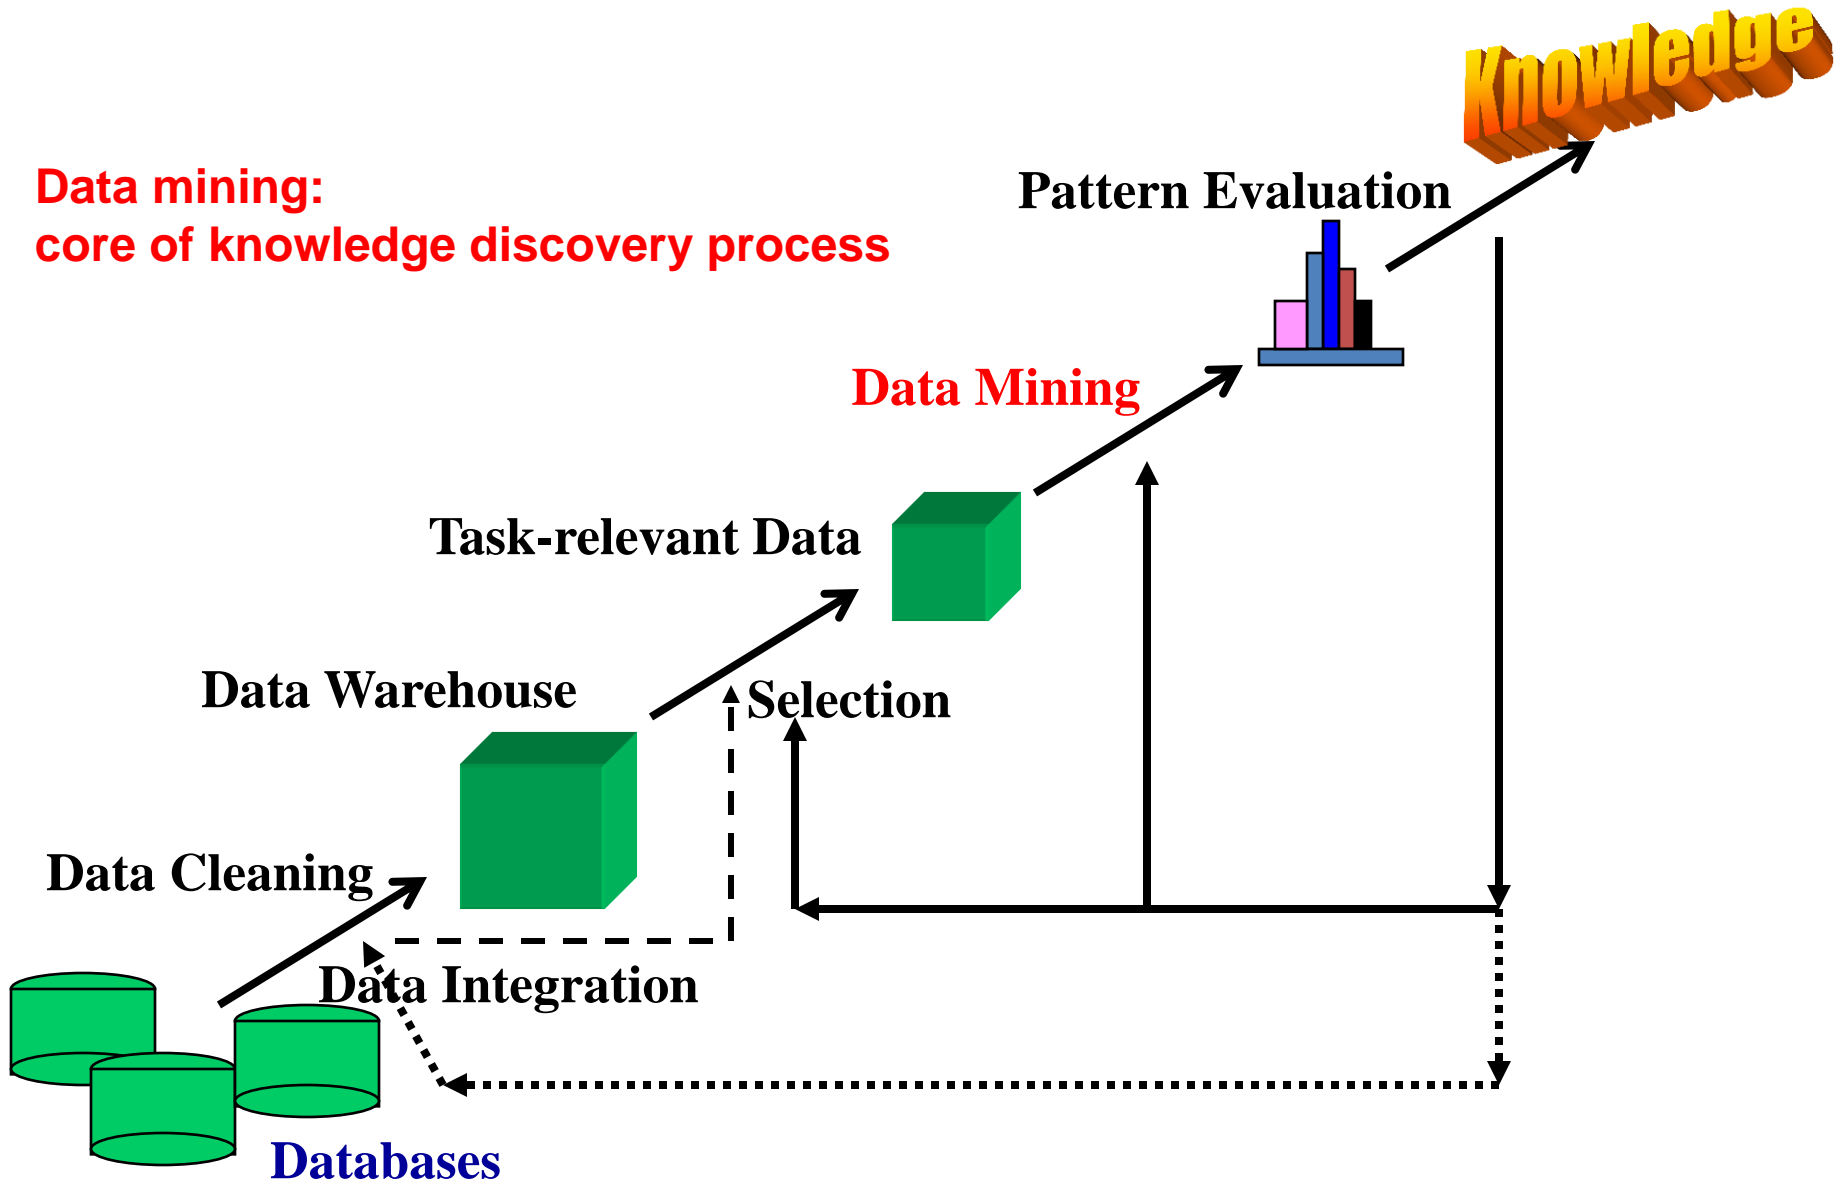 Knowledge
Data mining:
core of knowledge discovery process
Pattern Evaluation
Data Mining
Task-relevant Data
Data Warehouse
Selection
Data Cleaning
Data Integration
Databases